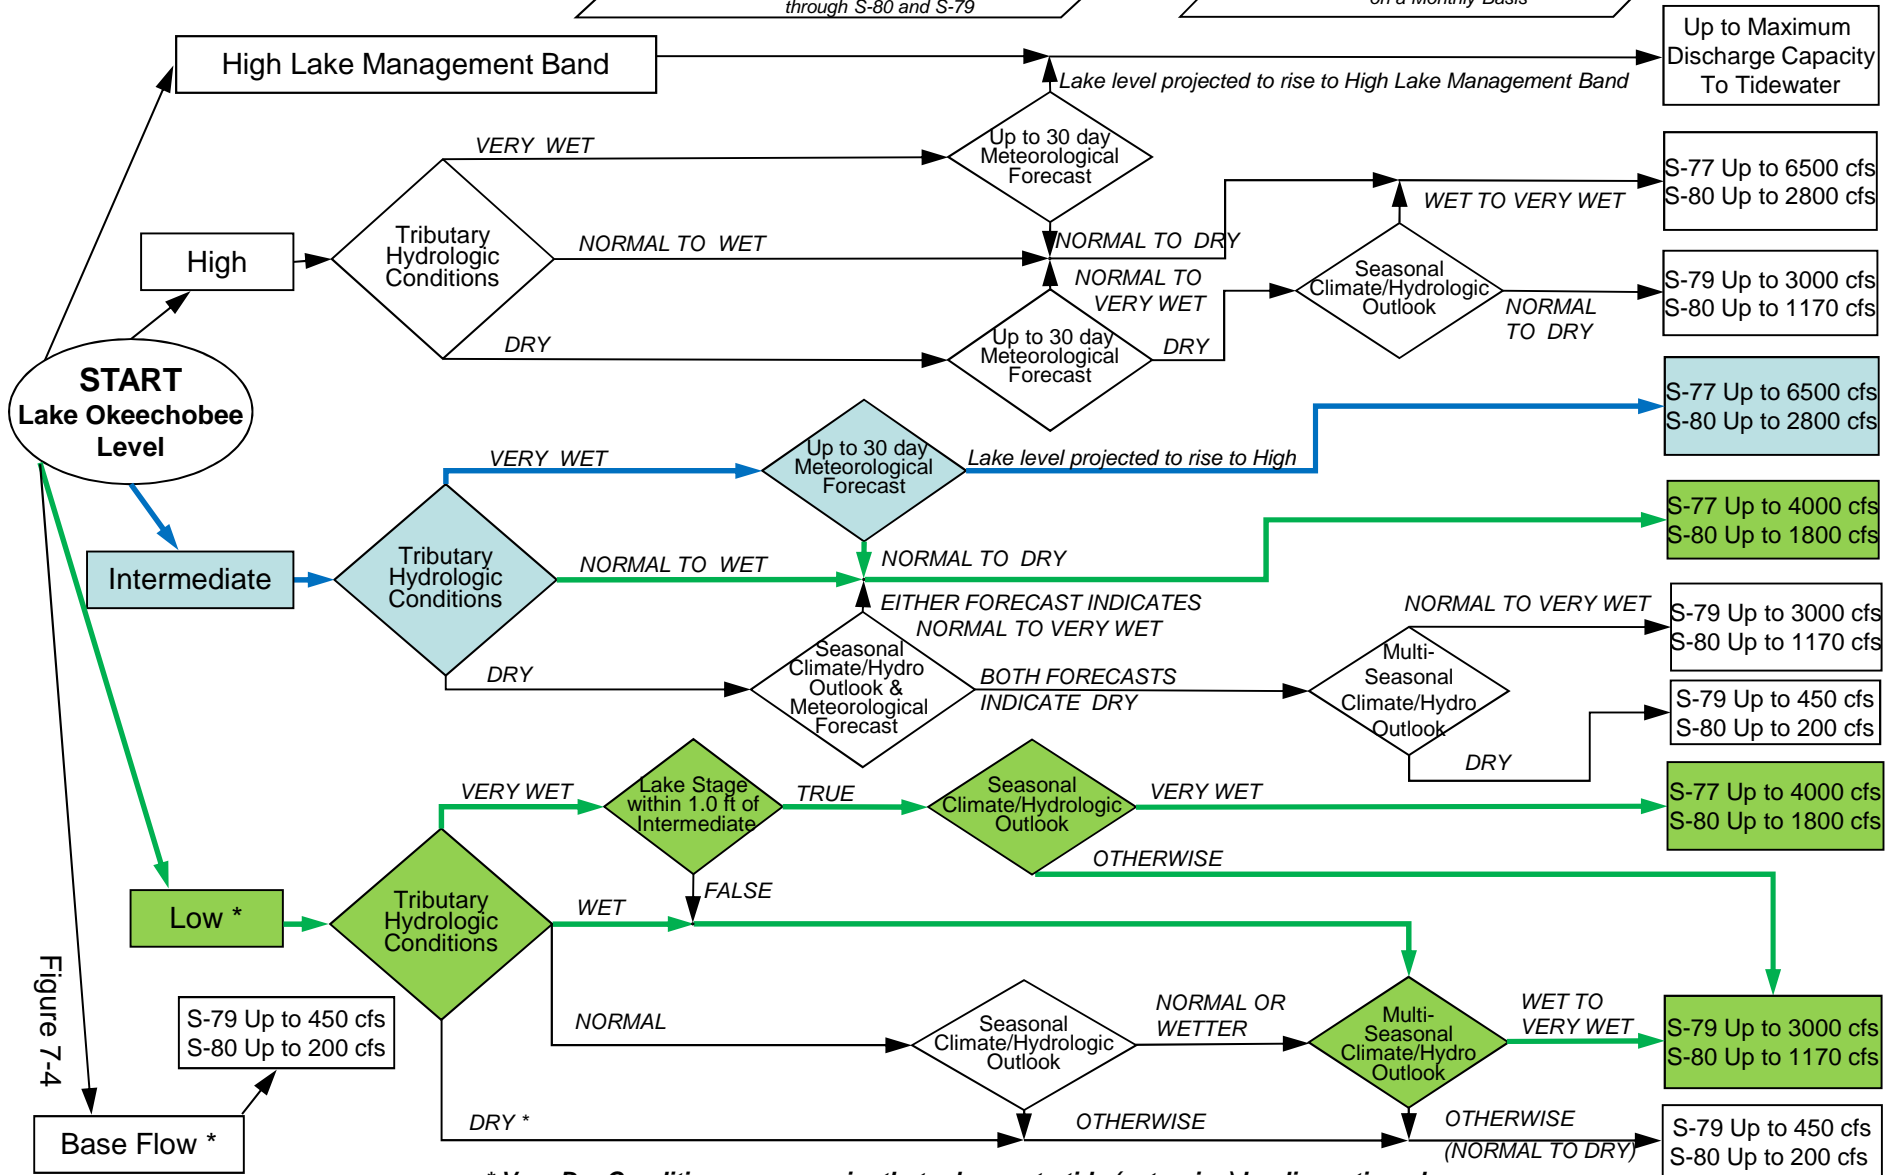 through S-80 and S-79
on a Monthly Basis
Up to Maximum
Discharge Capacity
To Tidewater
High Lake Management Band
Lake level projected to rise to High Lake Management Band
VERY WET
Up to 30 day
Meteorological
Forecast
S-77 Up to 6500 cfs
S-80 Up to 2800 cfs
WET TO VERY WET
Tributary
Hydrologic
Conditions
NORMAL TO WET
NORMAL TO DRY
High
NORMAL TO
VERY WET
Seasonal
Climate/Hydrologic
Outlook
S-79 Up to 3000 cfs
S-80 Up to 1170 cfs
NORMAL
TO DRY
DRY
Up to 30 day
Meteorological
Forecast
DRY
START
Lake Okeechobee
Level
S-77 Up to 6500 cfs
S-80 Up to 2800 cfs
VERY WET
Up to 30 day
Meteorological
Forecast
Lake level projected to rise to High
S-77 Up to 4000 cfs
S-80 Up to 1800 cfs
Intermediate
Tributary
Hydrologic
Conditions
NORMAL TO WET
NORMAL TO DRY
EITHER FORECAST INDICATES
NORMAL TO VERY WET
NORMAL TO VERY WET
S-79 Up to 3000 cfs
S-80 Up to 1170 cfs
DRY
Seasonal
Climate/Hydro
Outlook &
Meteorological
Forecast
BOTH FORECASTS
INDICATE DRY
Multi-
Seasonal
Climate/Hydro
Outlook
S-79 Up to 450 cfs
S-80 Up to 200 cfs
DRY
VERY WET
Lake Stage
within 1.0 ft of
Intermediate
TRUE
Seasonal
Climate/Hydrologic
Outlook
VERY WET
S-77 Up to 4000 cfs
S-80 Up to 1800 cfs
OTHERWISE
FALSE
Low *
Tributary
Hydrologic
Conditions
WET
NORMAL
Seasonal
Climate/Hydrologic
Outlook
NORMAL OR
WETTER
Multi-
Seasonal
Climate/Hydro
Outlook
WET TO
VERY WET
S-79 Up to 3000 cfs
S-80 Up to 1170 cfs
Figure 7-4
S-79 Up to 450 cfs
S-80 Up to 200 cfs
Base Flow *
DRY *
OTHERWISE
OTHERWISE
(NORMAL TO DRY)
S-79 Up to 450 cfs
S-80 Up to 200 cfs